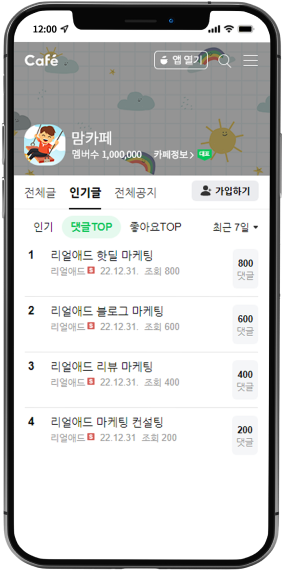 12:00
Café
앱 열기
맘카페
멤버수 1,000,000 카페정보 대표
전체글 인기글 전체공지 가입하기
인기 댓글TOP 좋아요TOP 최근 7일
1 리얼애드 핫딜 마케팅
리얼애드 22.12.31. 조회 800
800
댓글
2 리얼애드 블로그 마케팅
리얼애드 22.12.31. 조회 600
600
댓글
3 리얼애드 리뷰 마케팅
리얼애드 22.12.31. 조회 400
400
댓글
4 리얼애드 마케팅 컨설팅
리얼애드 22.12.31 조회 200
200
댓글